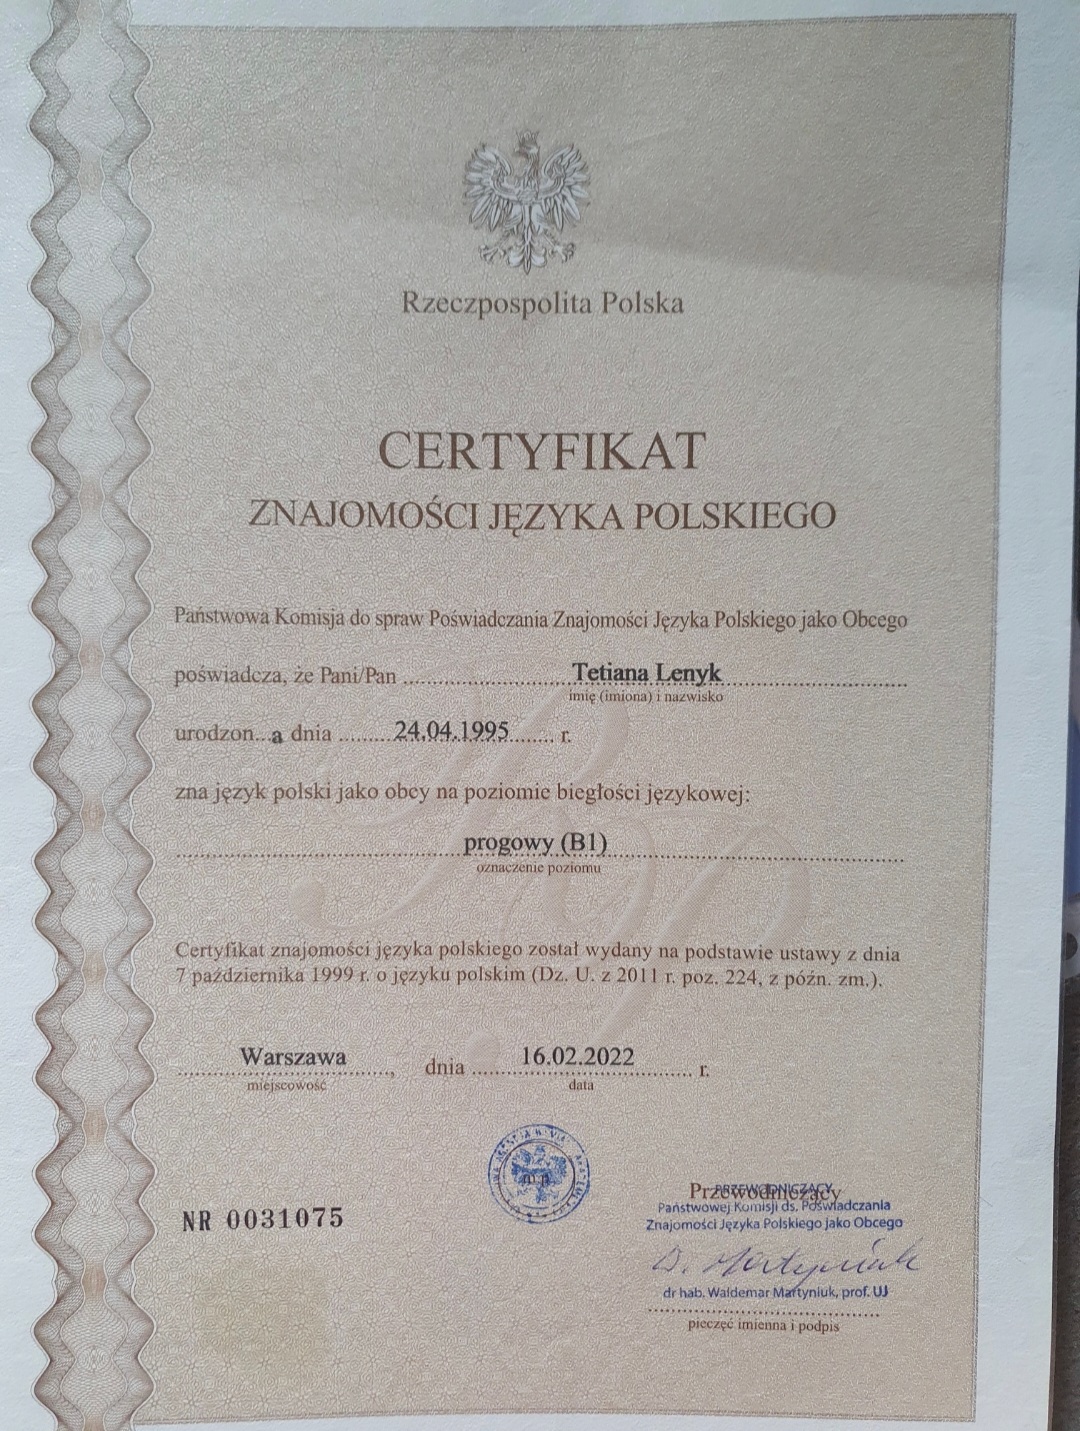 Rzeczpospolita Polska
CERTYFIKAT
ZNAJOMOŚCI JĘZYKA POLSKIEGO
Państwowa Komisja do spraw Poświadczania Znajomości Języka Polskiego jako Obcego
poświadcza, że Pani/Pan Tetiana Lenyk
imię (imiona) i nazwisko
urodzon...a dnia 24.04.1995 r.
zna język polski jako obcy na poziomie biegłości językowej:
progowy (B1)
oznaczenie poziomu
Certyfikat znajomości języka polskiego został wydany na podstawie ustawy z dnia
7 października 1999 r. o języku polskim (Dz. U. z 2011 r. poz. 224, z późn. zm.).
Warszawa, dnia 16.02.2022 r.
miejscowość data
Przewodniczący
PRZEWODNICZĄCY
Państwowej Komisji ds. Poświadczania
Znajomości Języka Polskiego jako Obcego
NR 0031075
W. Martyniuk
dr hab. Waldemar Martyniuk, prof. UJ
pieczęć imienna i podpis